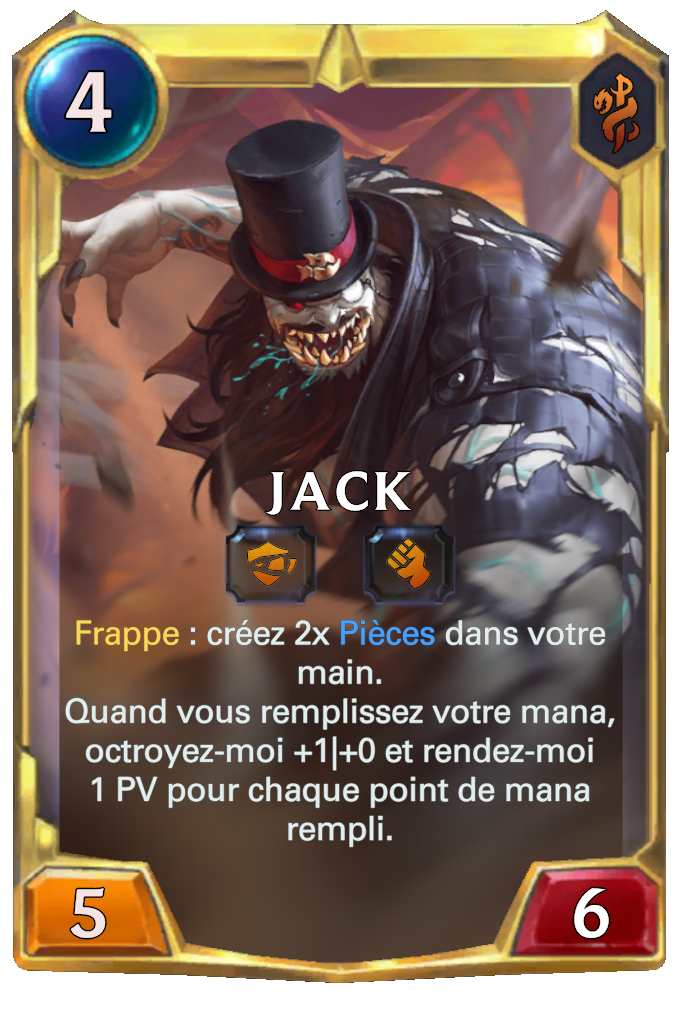 4
JACK
Frappe : créez 2x Pièces dans votre
main.
Quand vous remplissez votre mana,
octroyez-moi +1|+0 et rendez-moi
1 PV pour chaque point de mana
rempli.
5
6